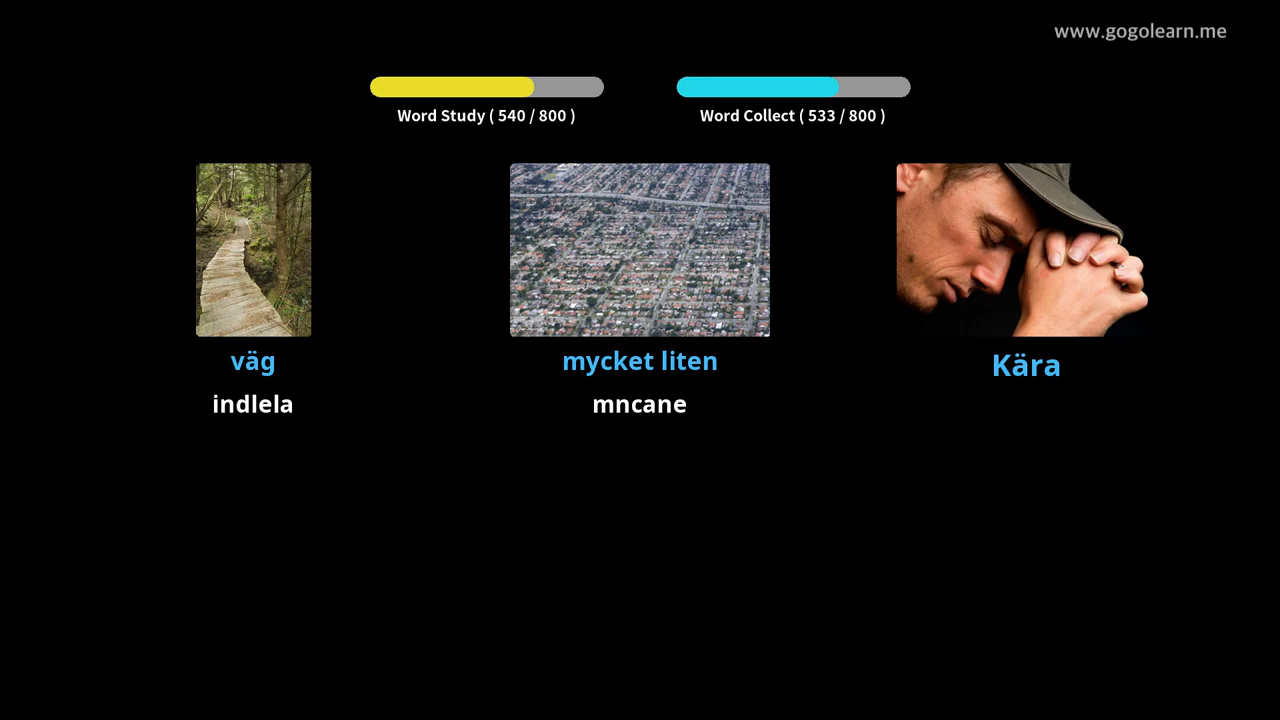 www.gogolearn.me
Word Study ( 540 / 800 )
Word Collect ( 533 / 800 )
väg
mycket liten
Kära
indlela
mncane